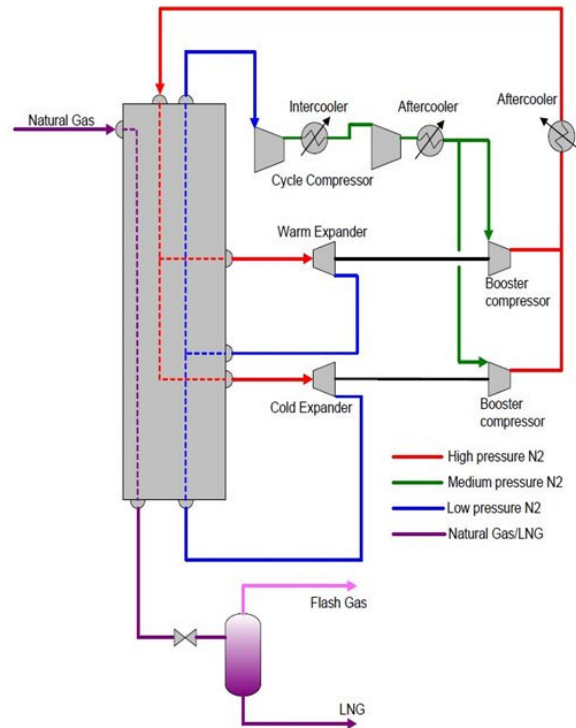 Natural Gas
Intercooler
Aftercooler
Aftercooler
Cycle Compressor
Warm Expander
Booster
compressor
Cold Expander
Booster
compressor
High pressure N2
Medium pressure N2
Low pressure N2
Natural Gas/LNG
Flash Gas
LNG